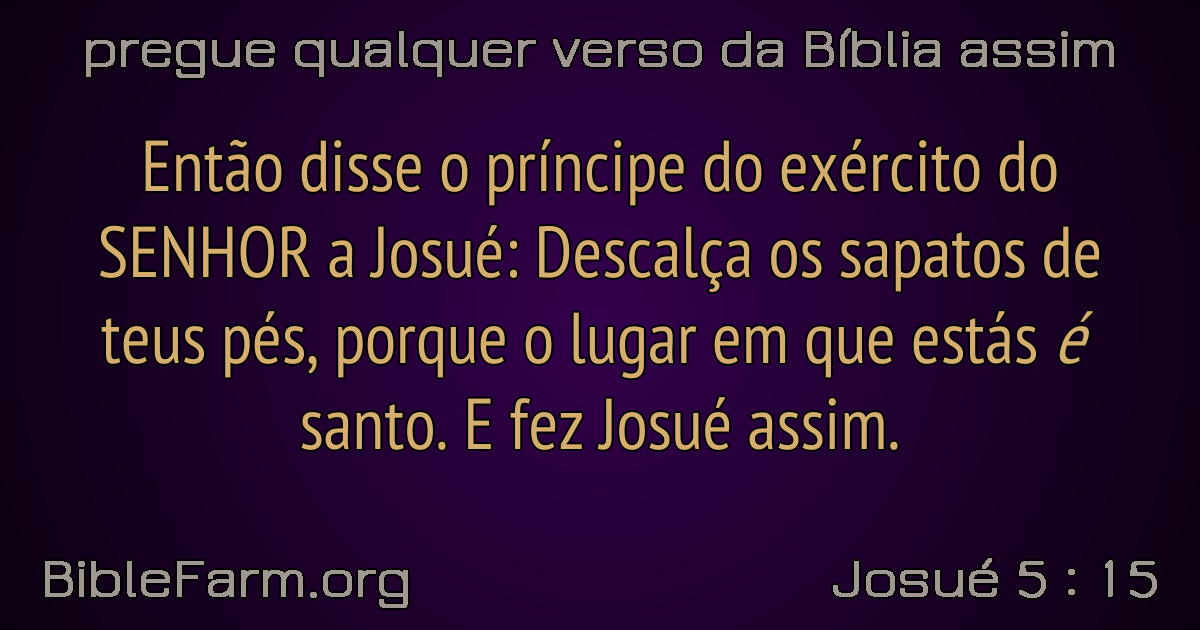 pregue qualquer verso da Bíblia assim
Então disse o príncipe do exército do
SENHOR a Josué: Descalça os sapatos de
teus pés, porque o lugar em que estás é
santo. E fez Josué assim.
BibleFarm.org
Josué 5 : 15